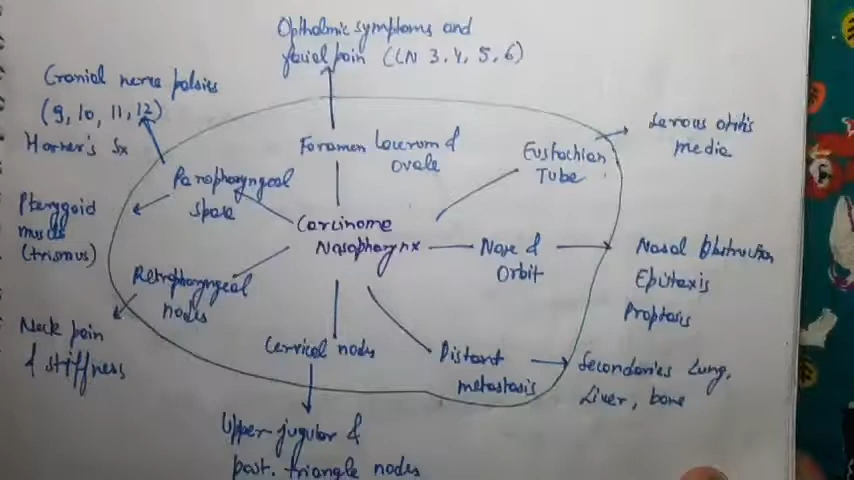 Opthalmic symptoms and
facial pain (CN 3, 4, 5, 6)
Cranial nerve palsies
(9, 10, 11, 12)
Horner's Sx
Foramen Lacerum &
ovale
Eustachian
Tube
Serous otitis
media
Parapharyngeal
space
Pterygoid
muscle
(trismus)
Carcinoma
Nasopharynx
Nose &
Orbit
Nasal Obstruction
Epistaxis
Proptosis
Retropharyngeal
nodes
Neck pain
& stiffness
Cervical nodes
Distant
metastasis
Secondaries Lung,
Liver, bone
Upper jugular &
post. triangle nodes